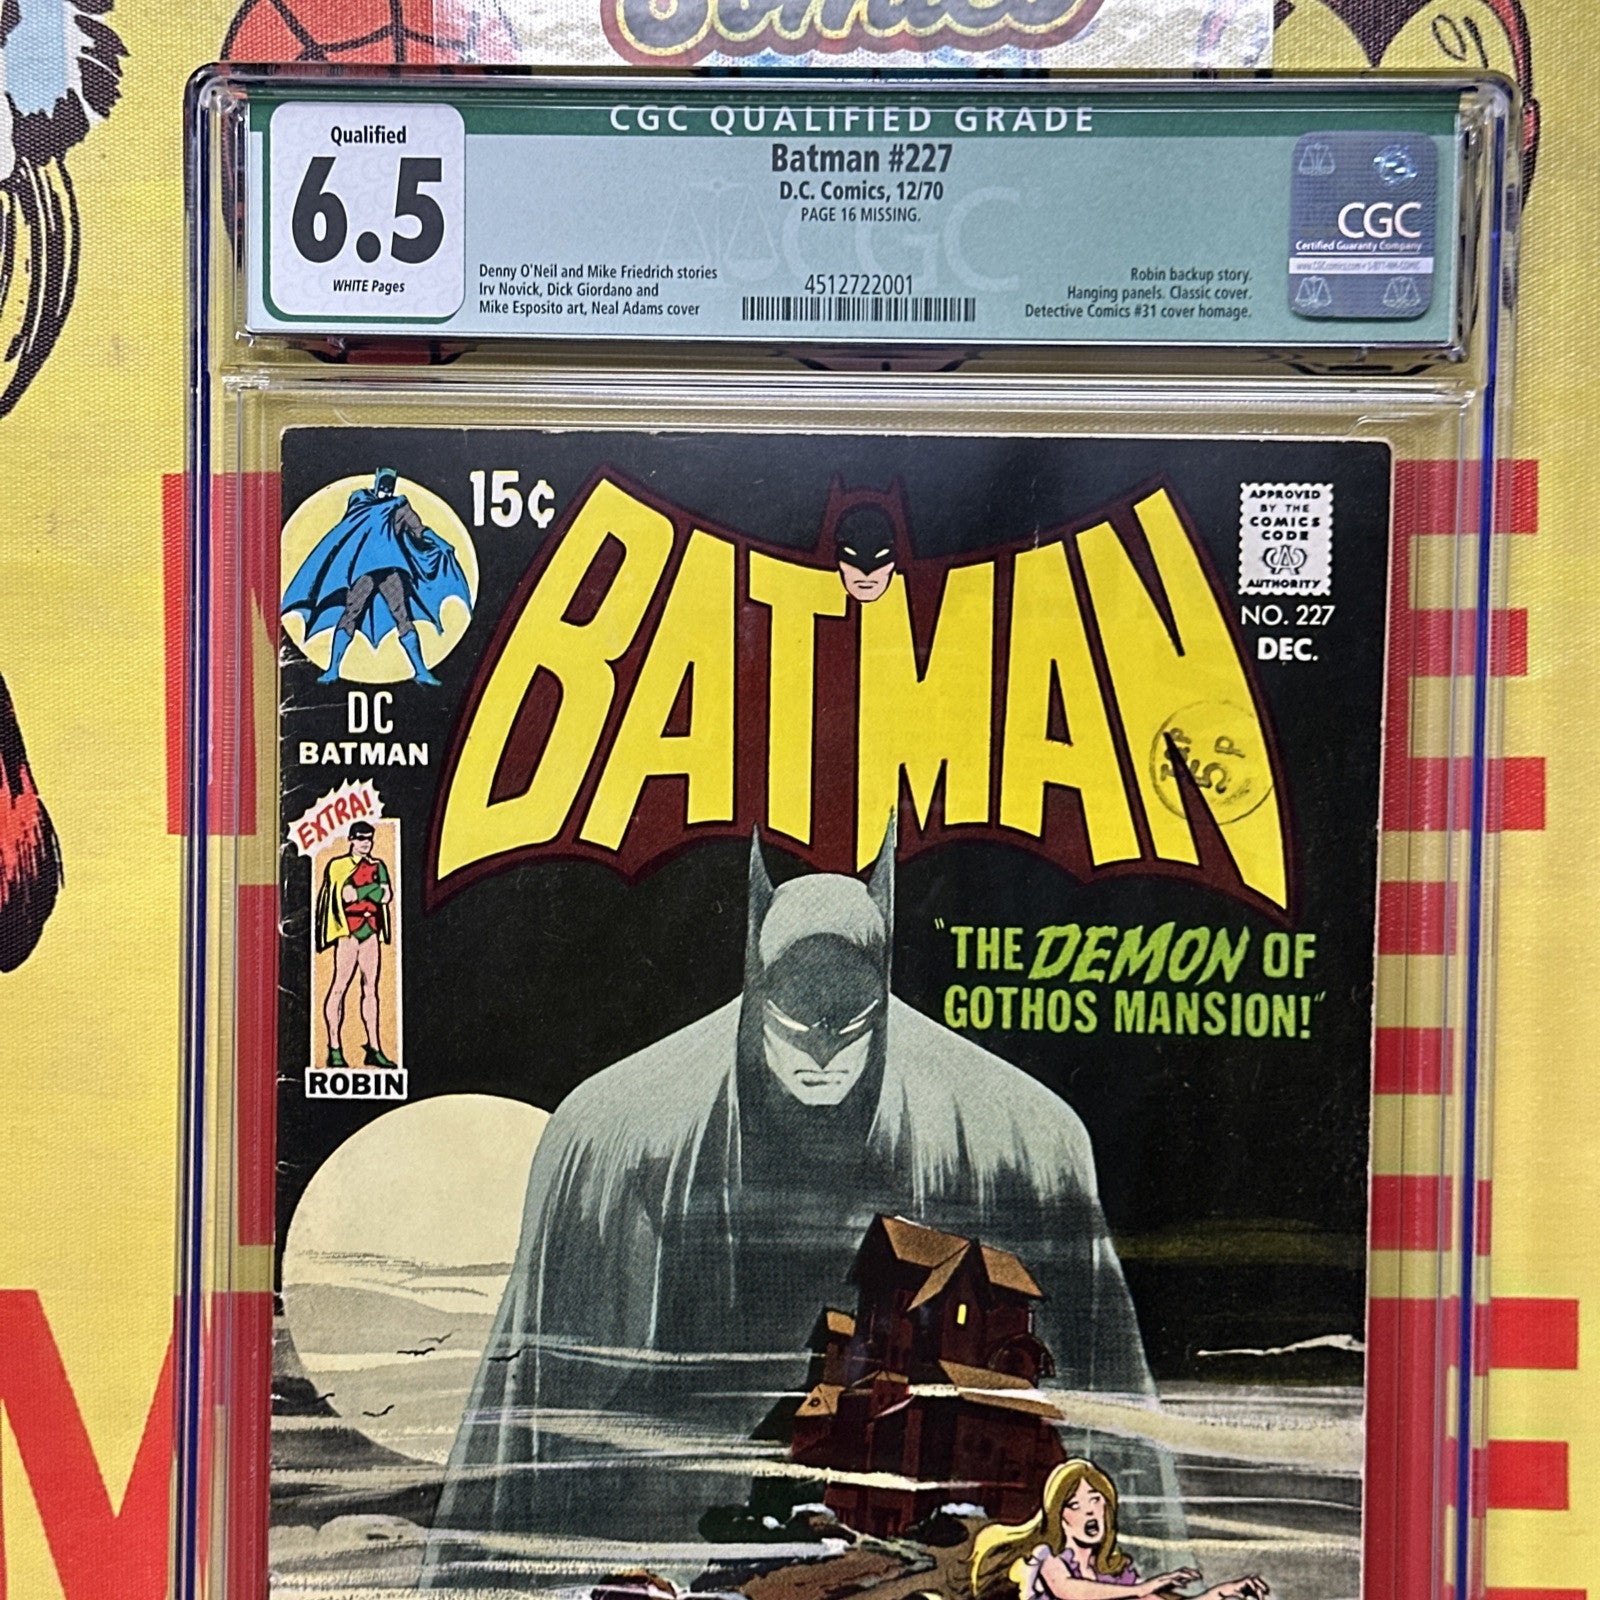 Comics
CGC QUALIFIED GRADE
Qualified
6.5
WHITE Pages
Batman #227
D.C. Comics, 12/70
PAGE 16 MISSING.
Denny O'Neil and Mike Friedrich stories
Irv Novick, Dick Giordano and
Mike Esposito art, Neal Adams cover
4512722001
Robin backup story.
Hanging panels. Classic cover.
Detective Comics #31 cover homage.
CGC
Certified Guaranty Company
15¢
BATMAN
APPROVED
BY THE
COMICS
CODE
CA
AUTHORITY
NO. 227
DEC.
DC
BATMAN
EXTRA!
ROBIN
5 P
"THE DEMON OF
GOTHOS MANSION!"